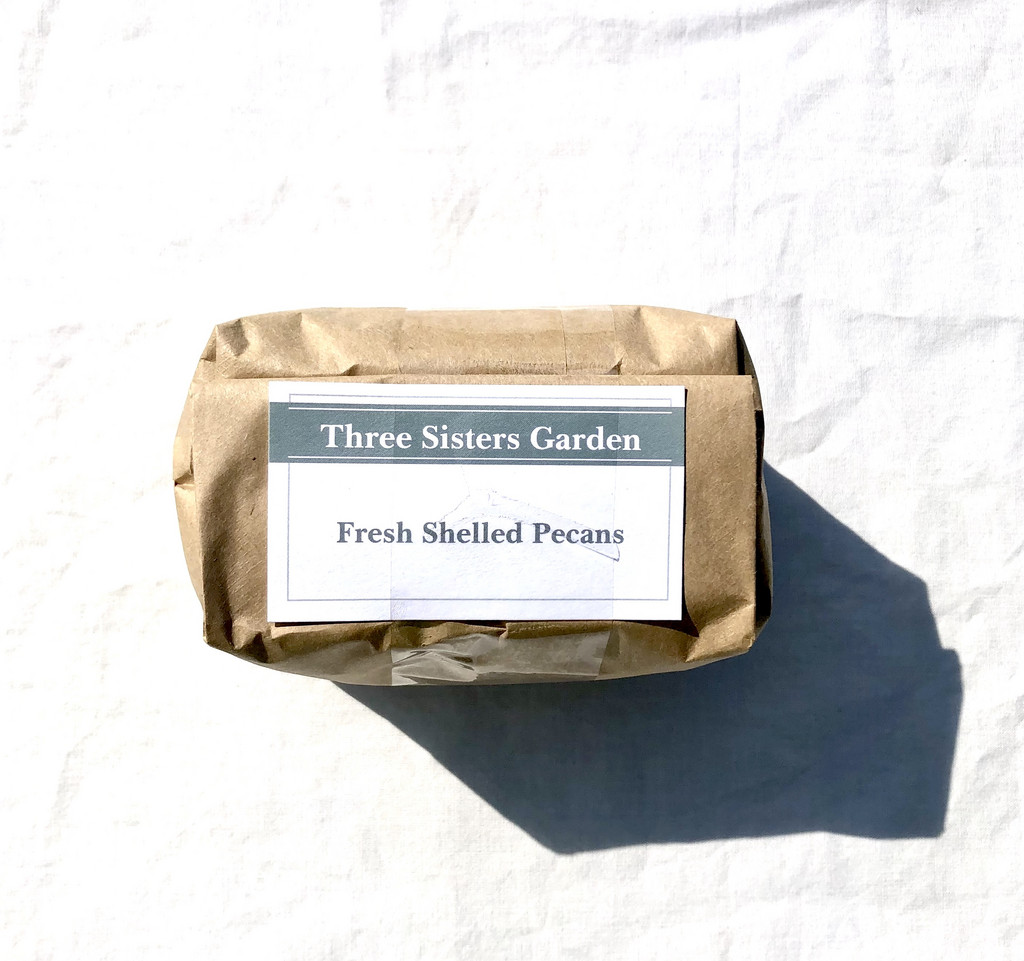 Three Sisters Garden
Fresh Shelled Pecans